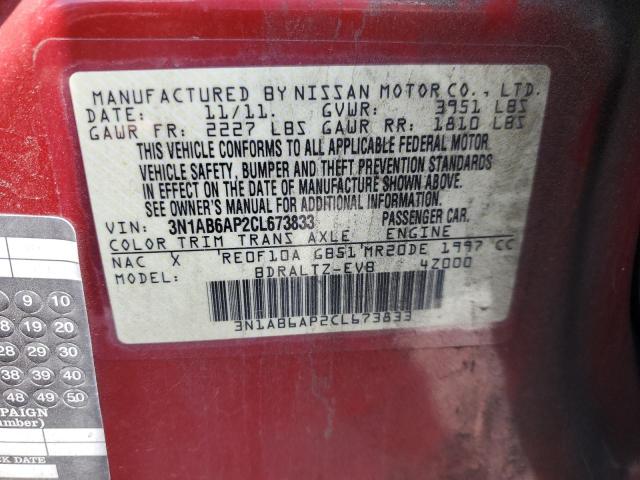 MANUFACTURED BY NISSAN MOTOR CO., LTD.
DATE: 11/11. GVWR: 3951 LBS
GAWR FR: 2227 LBS GAWR RR: 1810 LBS
THIS VEHICLE CONFORMS TO ALL APPLICABLE FEDERAL MOTOR
VEHICLE SAFETY, BUMPER AND THEFT PREVENTION STANDARDS
IN EFFECT ON THE DATE OF MANUFACTURE SHOWN ABOVE.
SEE OWNER'S MANUAL FOR ADDITIONAL INFORMATION.
VIN: 3N1AB6AP2CL673833 PASSENGER CAR.
COLOR TRIM TRANS AXLE ENGINE
NAC X RE0F10A GB51 MR20DE 1997 CC
MODEL: BDRALTZ-EVB 4Z000
3N1AB6AP2CL673833
8 9 10
18 19 20
28 29 30
38 39 40
48 49 50
PAIGN
umber)
CK DATE